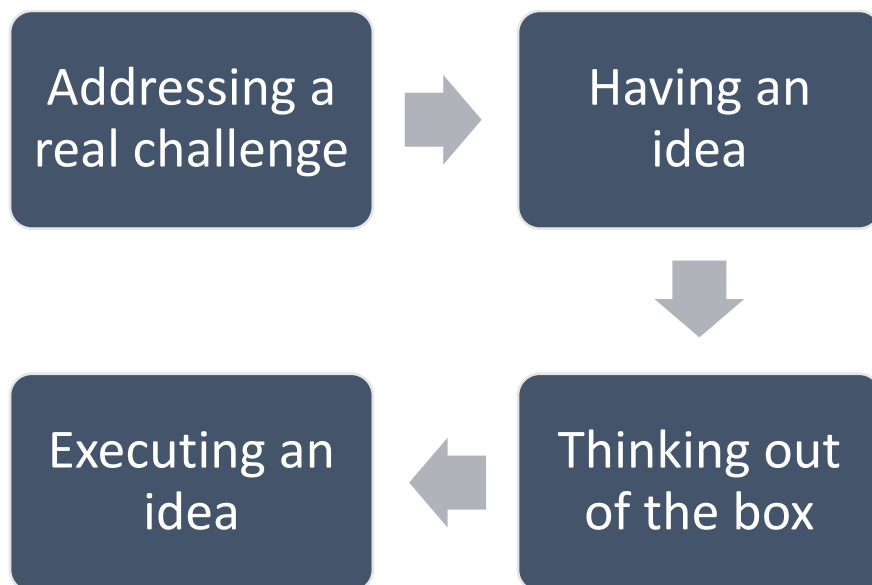 Addressing a
real challenge
Having an
idea
Thinking out
of the box
Executing an
idea